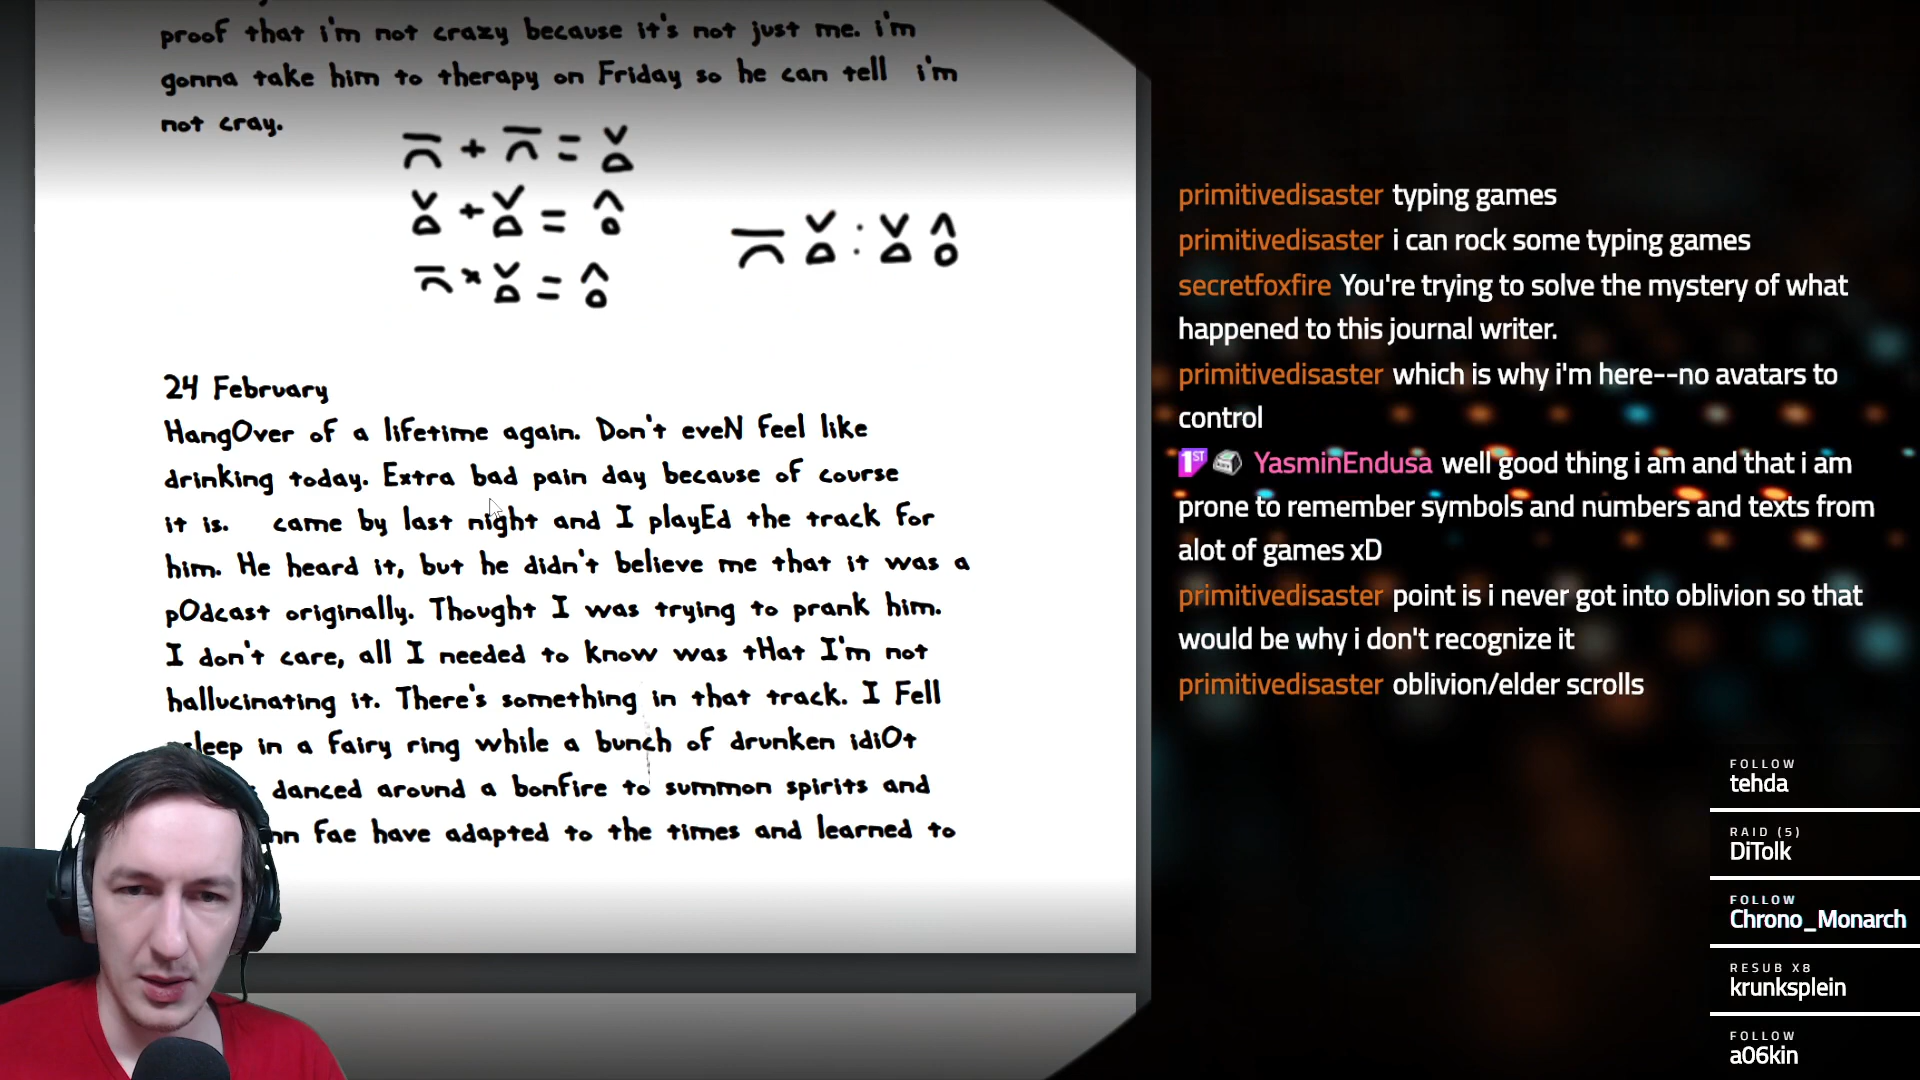 proof that i'm not crazy because it's not just me. i'm
gonna take him to therapy on Friday so he can tell i'm
not cray.
24 February
HangOver of a lifetime again. Don't eveN feel like
drinking today. Extra bad pain day because of course
it is. came by last night and I playEd the track for
him. He heard it, but he didn't believe me that it was a
pOdcast originally. Thought I was trying to prank him.
I don't care, all I needed to know was tHat I'm not
hallucinating it. There's something in that track. I Fell
in a fairy ring while a bunch of drunken idiOt
danced around a bonfire to summon spirits and
fae have adapted to the times and learned to
primitivedisaster typing games
primitivedisaster i can rock some typing games
secretfoxfire You're trying to solve the mystery of what
happened to this journal writer.
primitivedisaster which is why i'm here--no avatars to
control
1ST YasminEndusa well good thing i am and that i am
prone to remember symbols and numbers and texts from
alot of games xD
primitivedisaster point is i never got into oblivion so that
would be why i don't recognize it
primitivedisaster oblivion/elder scrolls
FOLLOW
tehda
RAID (5)
DiTolk
FOLLOW
Chrono_Monarch
RESUB X8
krunksplein
FOLLOW
a06kin